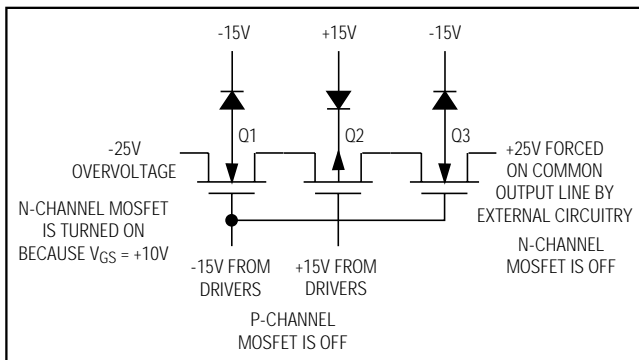 -15V +15V -15V
Q1 Q2 Q3
-25V
OVERVOLTAGE
+25V FORCED
ON COMMON
OUTPUT LINE BY
EXTERNAL CIRCUITRY
N-CHANNEL MOSFET
IS TURNED ON
BECAUSE VGS = +10V
N-CHANNEL
MOSFET IS OFF
-15V FROM
DRIVERS
+15V FROM
DRIVERS
P-CHANNEL
MOSFET IS OFF